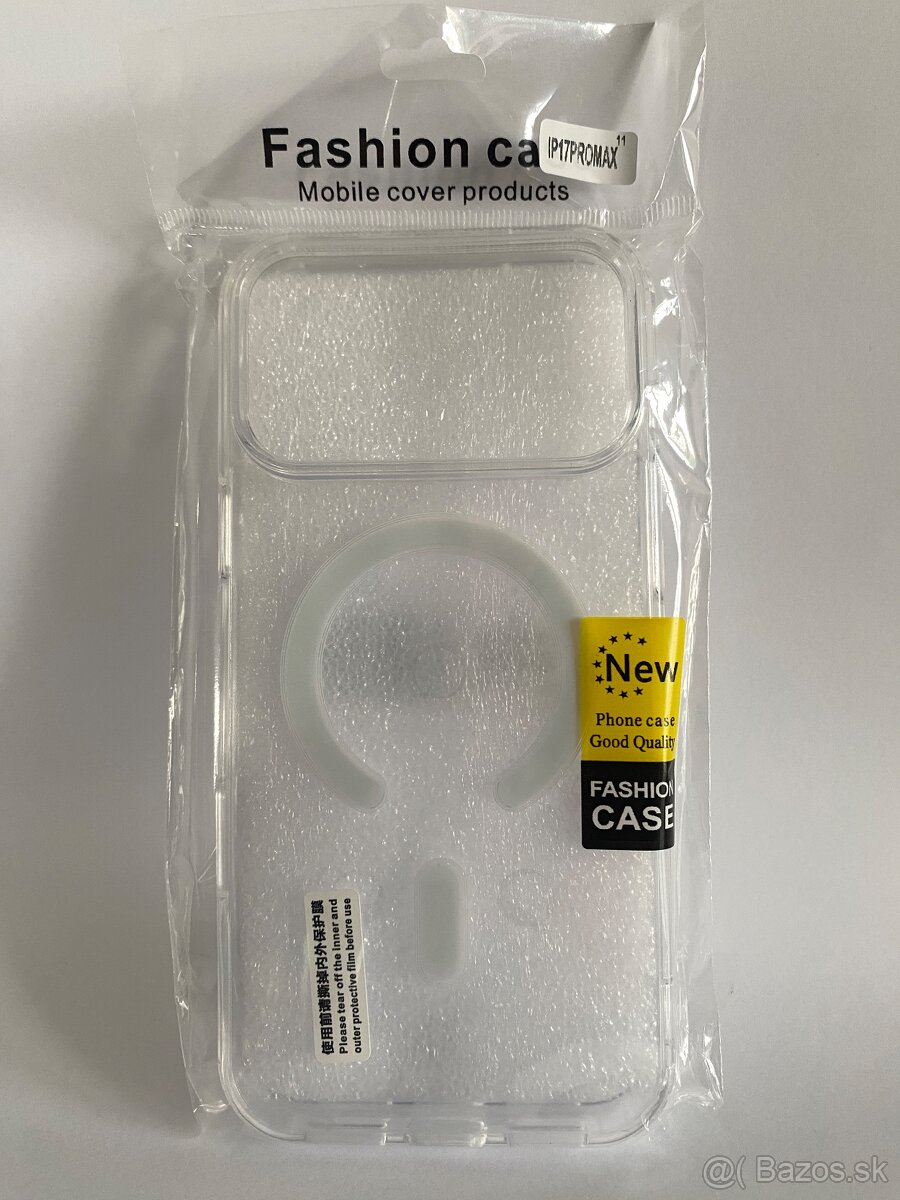 Fashion ca
IP17PROMAX 11
Mobile cover products
New
Phone case
Good Quality
FASHION
CASE
使用前请撕掉内外保护膜
Please tear off the inner and
outer protective film before use
@( Bazos.sk